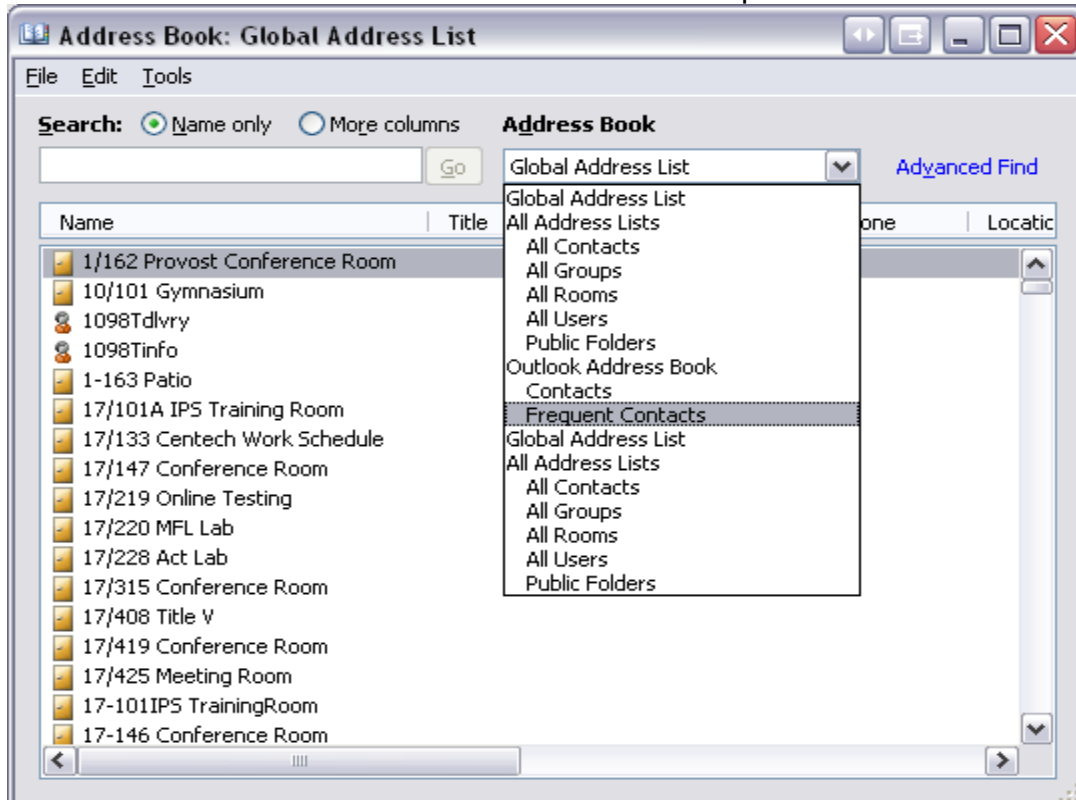 Address Book: Global Address List
File Edit Tools
Search: Name only More columns Address Book
Go Global Address List Advanced Find
Name Title one Locatic
Global Address List
All Address Lists
All Contacts
All Groups
All Rooms
All Users
Public Folders
Outlook Address Book
Contacts
Frequent Contacts
Global Address List
All Address Lists
All Contacts
All Groups
All Rooms
All Users
Public Folders
1/162 Provost Conference Room
10/101 Gymnasium
1098Tdlvry
1098Tinfo
1-163 Patio
17/101A IPS Training Room
17/133 Centech Work Schedule
17/147 Conference Room
17/219 Online Testing
17/220 MFL Lab
17/228 Act Lab
17/315 Conference Room
17/408 Title V
17/419 Conference Room
17/425 Meeting Room
17-101IPS TrainingRoom
17-146 Conference Room